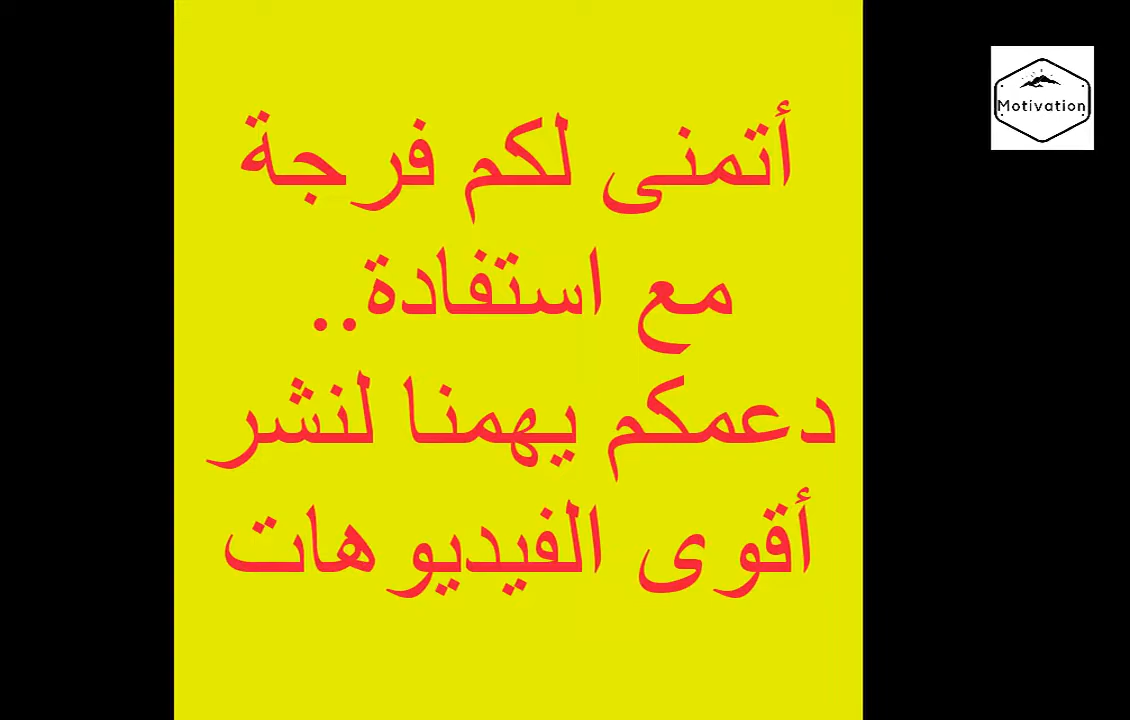 أتمنى لكم فرجة
مع استفادة..
دعمكم يهمنا لنشر
أقوى الفيديوهات
Motivation